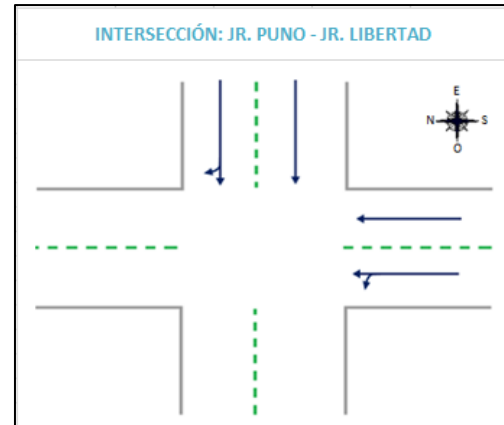 INTERSECCIÓN: JR. PUNO - JR. LIBERTAD
E
N S
O